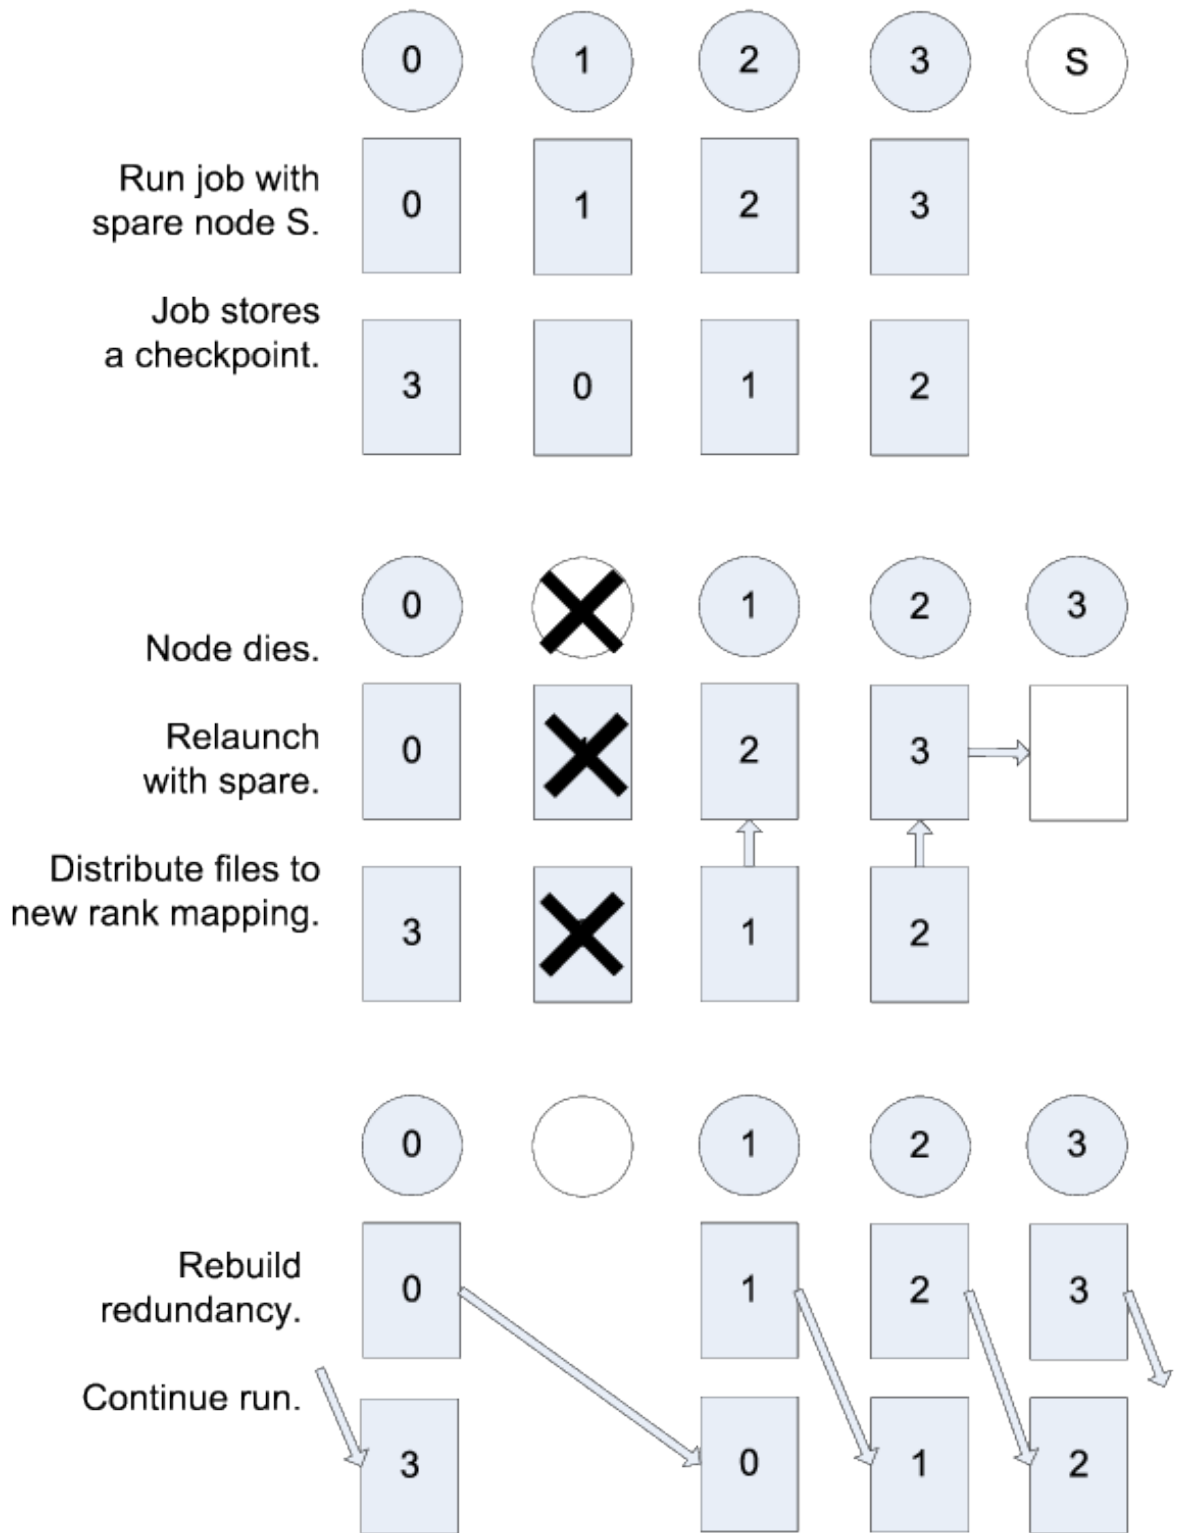 0 1 2 3 S
Run job with
spare node S.
0 1 2 3
Job stores
a checkpoint.
3 0 1 2
0 1 2 3
Node dies.
Relaunch
with spare.
0 2 3
Distribute files to
new rank mapping.
3 1 2
0 1 2 3
Rebuild
redundancy.
0 1 2 3
Continue run.
3 0 1 2